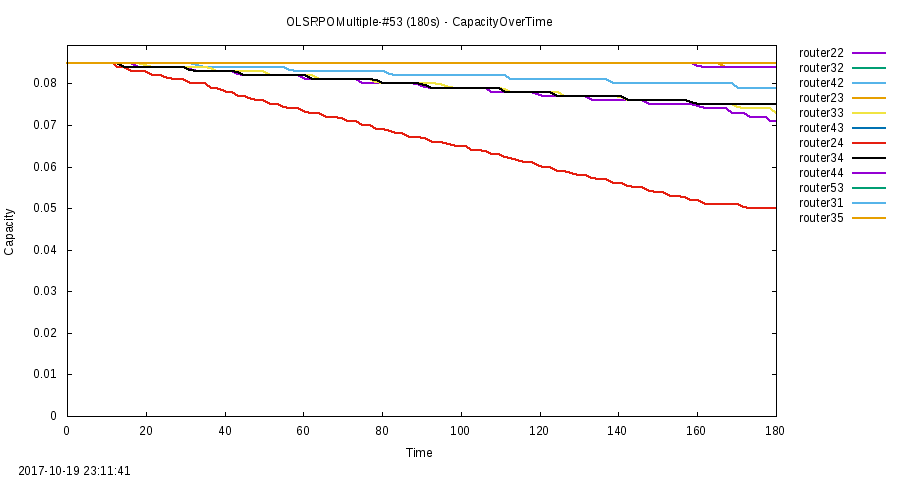 OLSRPOMultiple-#53 (180s) - CapacityOverTime
router22
router32
router42
router23
router33
router43
router24
router34
router44
router53
router31
router35
0.08
0.07
0.06
0.05
0.04
0.03
0.02
0.01
0
Capacity
0 20 40 60 80 100 120 140 160 180
Time
2017-10-19 23:11:41